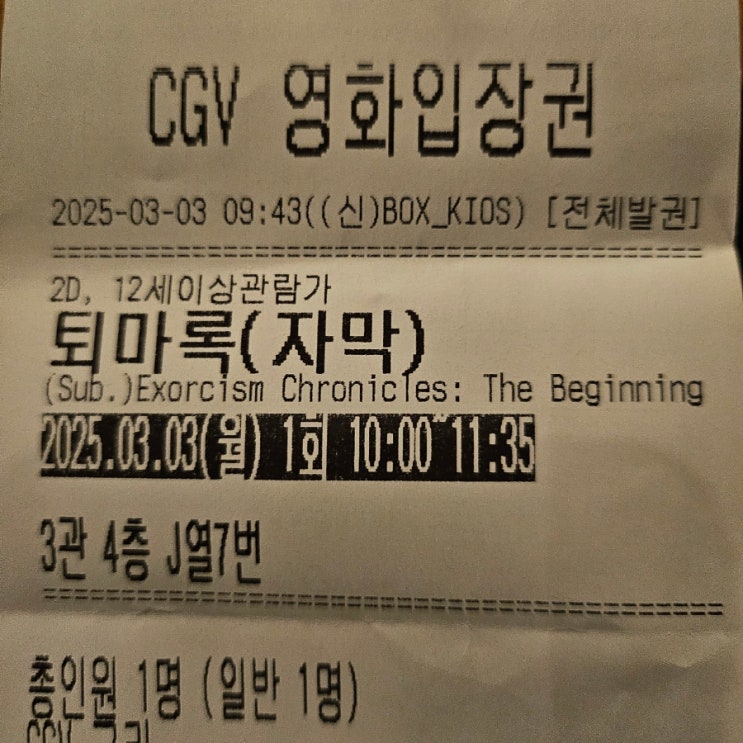 CGV 영화입장권
2025-03-03 09:43((신)BOX_KIOS) [전체발권]
2D, 12세이상관람가
퇴마록(자막)
(Sub.)Exorcism Chronicles: The Beginning
2025.03.03(월) 1회 10:00~11:35
3관 4층 J열7번
총인원 1명 (일반 1명)
CGV